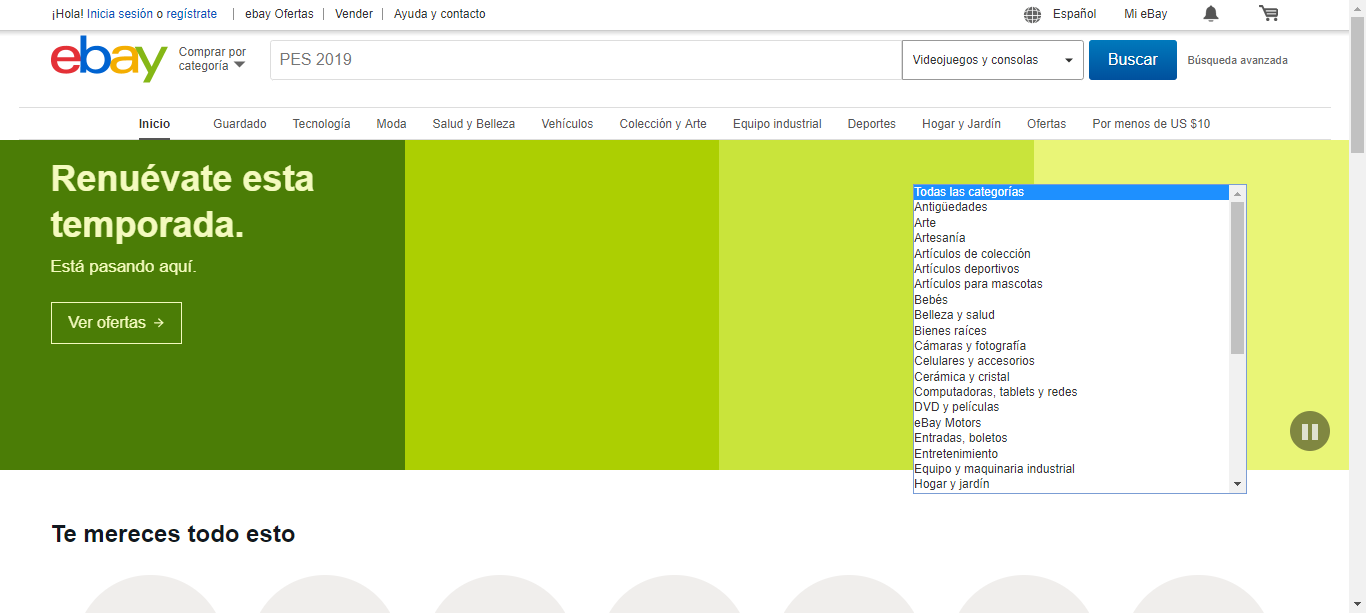 ¡Hola! Inicia sesión o regístrate | ebay Ofertas | Vender | Ayuda y contacto Español Mi eBay
ebay Comprar por categoría PES 2019 Videojuegos y consolas Buscar Búsqueda avanzada
Inicio Guardado Tecnología Moda Salud y Belleza Vehículos Colección y Arte Equipo industrial Deportes Hogar y Jardín Ofertas Por menos de US $10
Renuévate esta
temporada.
Está pasando aquí.
Ver ofertas →
Todas las categorías
Antigüedades
Arte
Artesanía
Artículos de colección
Artículos deportivos
Artículos para mascotas
Bebés
Belleza y salud
Bienes raíces
Cámaras y fotografía
Celulares y accesorios
Cerámica y cristal
Computadoras, tablets y redes
DVD y películas
eBay Motors
Entradas, boletos
Entretenimiento
Equipo y maquinaria industrial
Hogar y jardín
Te mereces todo esto